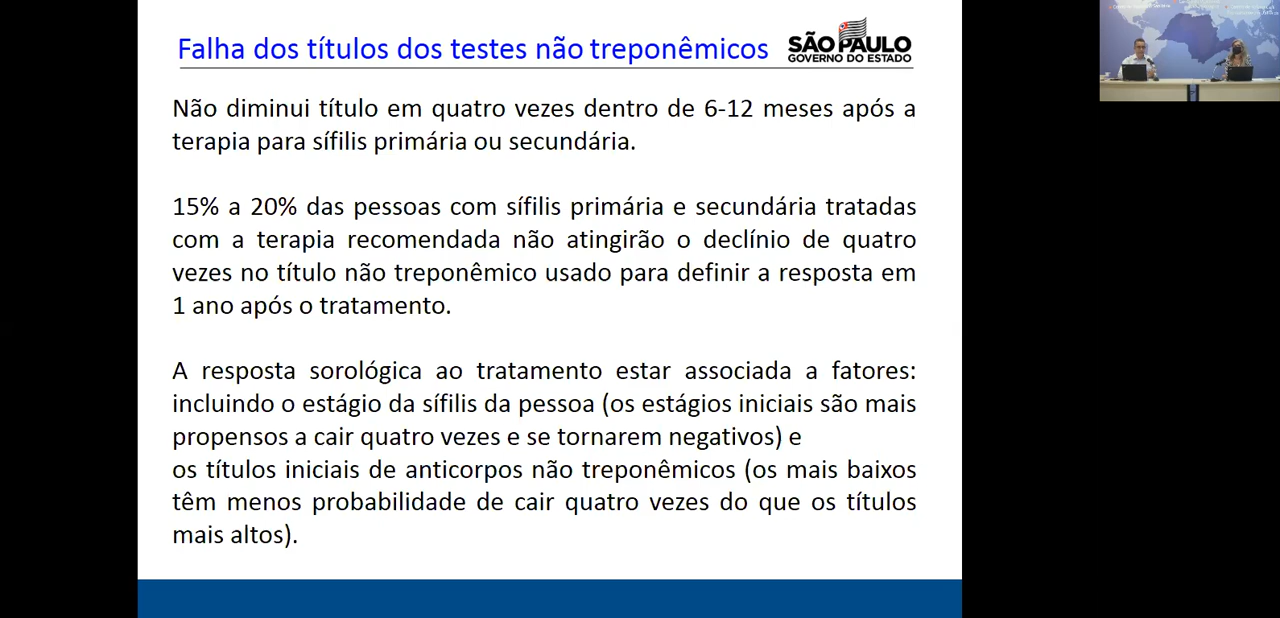 Falha dos títulos dos testes não treponêmicos
SÃO PAULO
GOVERNO DO ESTADO
Não diminui título em quatro vezes dentro de 6-12 meses após a
terapia para sífilis primária ou secundária.
15% a 20% das pessoas com sífilis primária e secundária tratadas
com a terapia recomendada não atingirão o declínio de quatro
vezes no título não treponêmico usado para definir a resposta em
1 ano após o tratamento.
A resposta sorológica ao tratamento estar associada a fatores:
incluindo o estágio da sífilis da pessoa (os estágios iniciais são mais
propensos a cair quatro vezes e se tornarem negativos) e
os títulos iniciais de anticorpos não treponêmicos (os mais baixos
têm menos probabilidade de cair quatro vezes do que os títulos
mais altos).